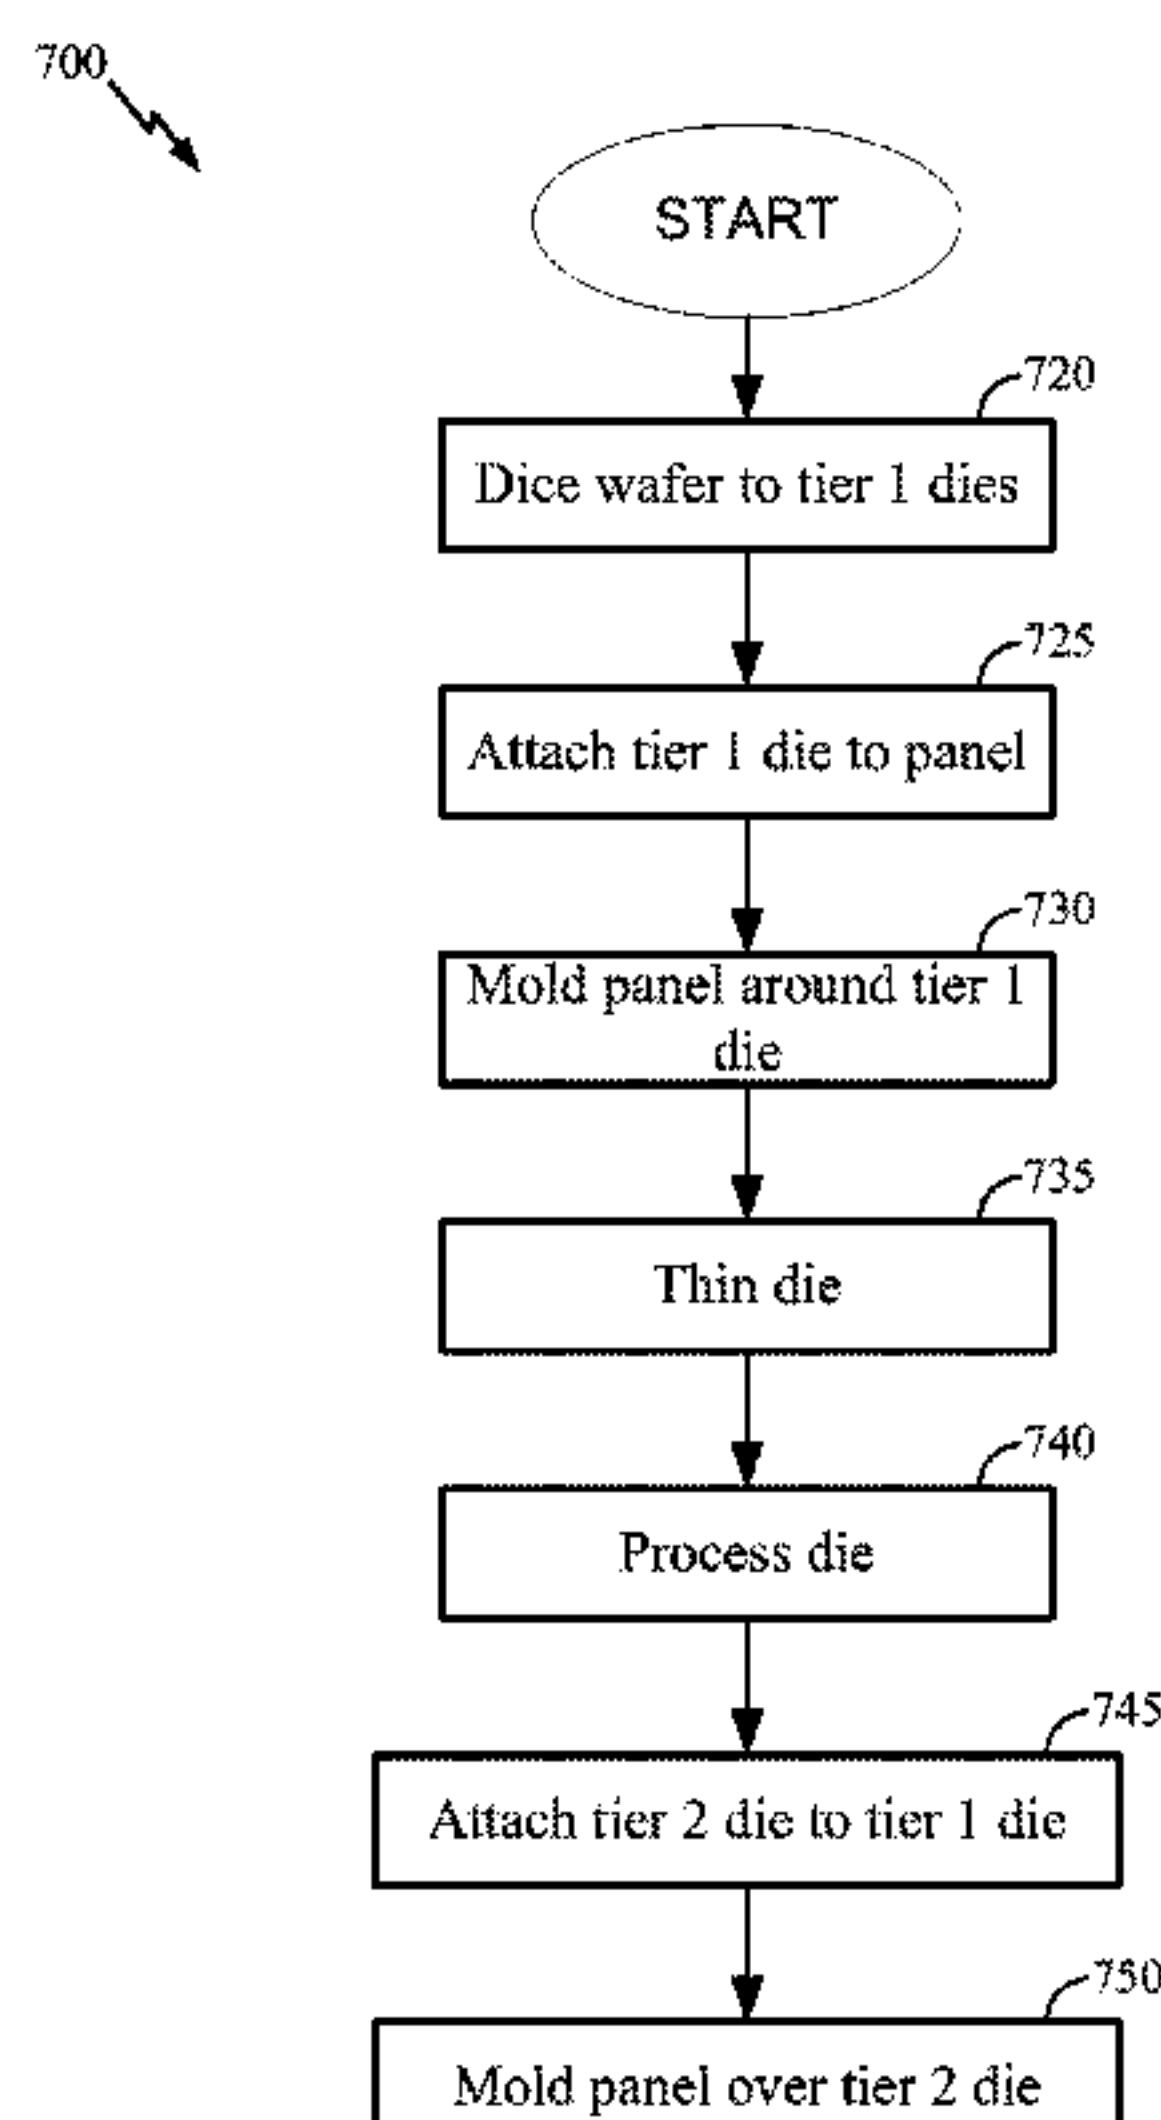 700
START
720
Dice wafer to tier 1 dies
725
Attach tier 1 die to panel
730
Mold panel around tier 1
die
735
Thin die
740
Process die
745
Attach tier 2 die to tier 1 die
750
Mold panel over tier 2 die